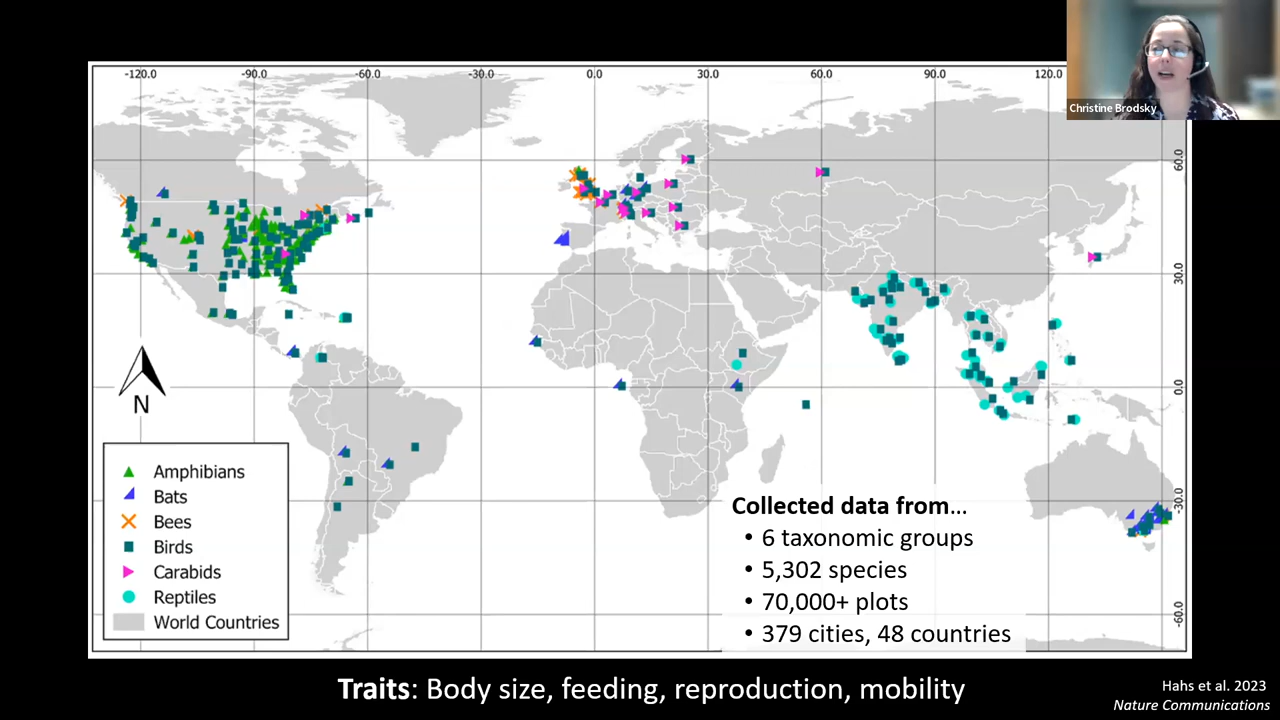 Christine Brodsky
-120.0 -90.0 -60.0 -30.0 0.0 30.0 60.0 90.0 120.0
60.0
30.0
0.0
-30.0
-60.0
N
Amphibians
Bats
Bees
Birds
Carabids
Reptiles
World Countries
Collected data from...
• 6 taxonomic groups
• 5,302 species
• 70,000+ plots
• 379 cities, 48 countries
Traits: Body size, feeding, reproduction, mobility
Hahs et al. 2023
Nature Communications